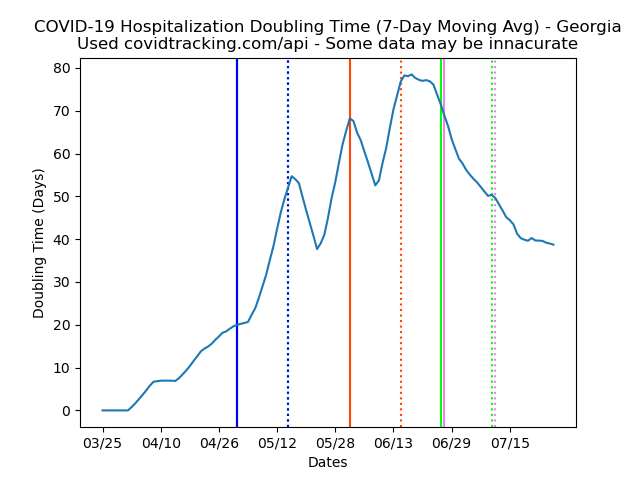 COVID-19 Hospitalization Doubling Time (7-Day Moving Avg) - Georgia
Used covidtracking.com/api - Some data may be innacurate
80
70
60
50
40
30
20
10
0
Doubling Time (Days)
03/25 04/10 04/26 05/12 05/28 06/13 06/29 07/15
Dates